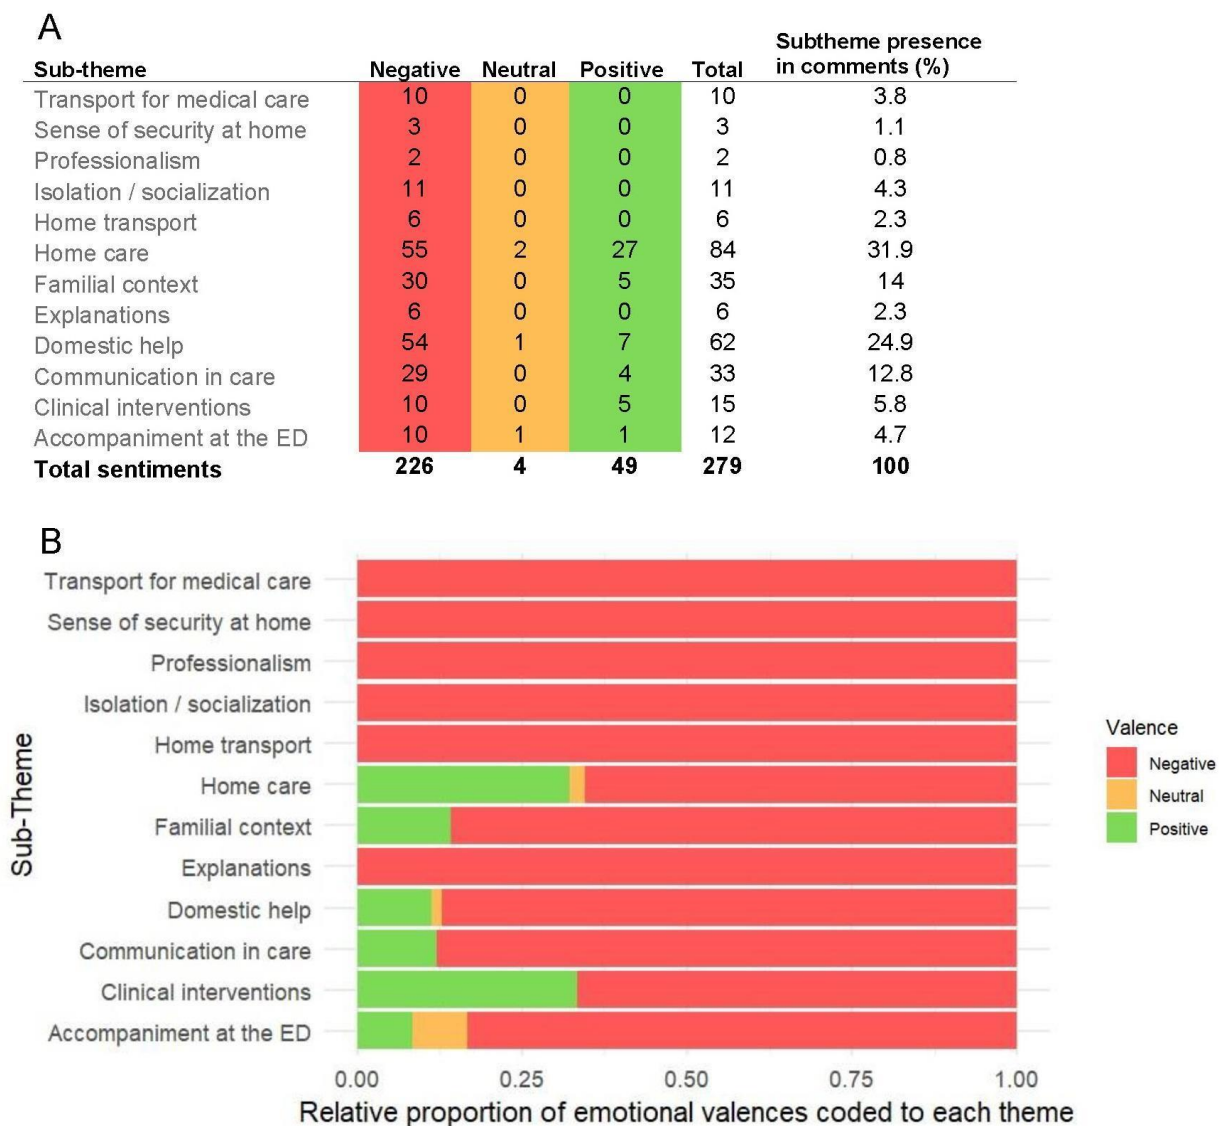 A
Sub-theme Negative Neutral Positive Total Subtheme presence in comments (%)
Transport for medical care 10 0 0 10 3.8
Sense of security at home 3 0 0 3 1.1
Professionalism 2 0 0 2 0.8
Isolation / socialization 11 0 0 11 4.3
Home transport 6 0 0 6 2.3
Home care 55 2 27 84 31.9
Familial context 30 0 5 35 14
Explanations 6 0 0 6 2.3
Domestic help 54 1 7 62 24.9
Communication in care 29 0 4 33 12.8
Clinical interventions 10 0 5 15 5.8
Accompaniment at the ED 10 1 1 12 4.7
Total sentiments 226 4 49 279 100
B
Sub-Theme
Transport for medical care
Sense of security at home
Professionalism
Isolation / socialization
Home transport
Home care
Familial context
Explanations
Domestic help
Communication in care
Clinical interventions
Accompaniment at the ED
0.00 0.25 0.50 0.75 1.00
Relative proportion of emotional valences coded to each theme
Valence
Negative
Neutral
Positive